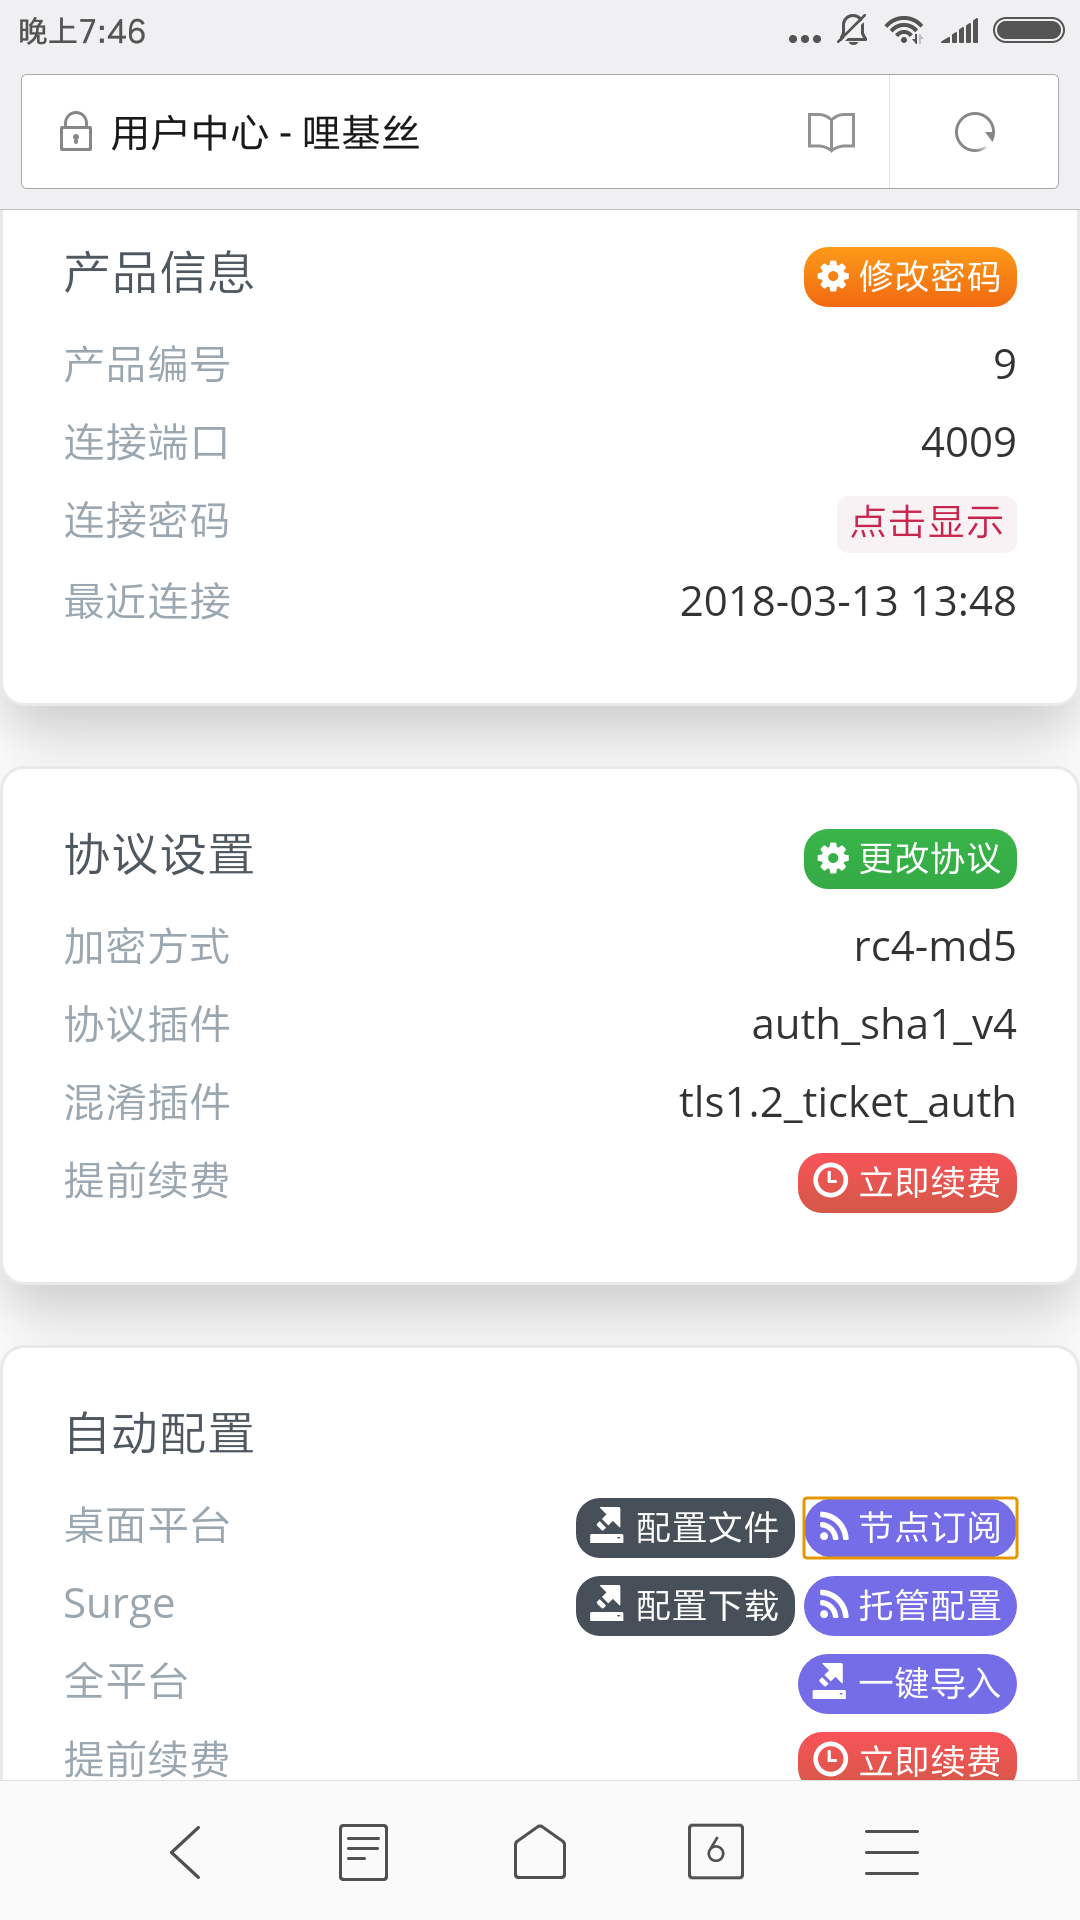 晚上7:46
用户中心 - 哩基丝
产品信息 修改密码
产品编号 9
连接端口 4009
连接密码 点击显示
最近连接 2018-03-13 13:48
协议设置 更改协议
加密方式 rc4-md5
协议插件 auth_sha1_v4
混淆插件 tls1.2_ticket_auth
提前续费 立即续费
自动配置
桌面平台 配置文件 节点订阅
Surge 配置下载 托管配置
全平台 一键导入
提前续费 立即续费
6